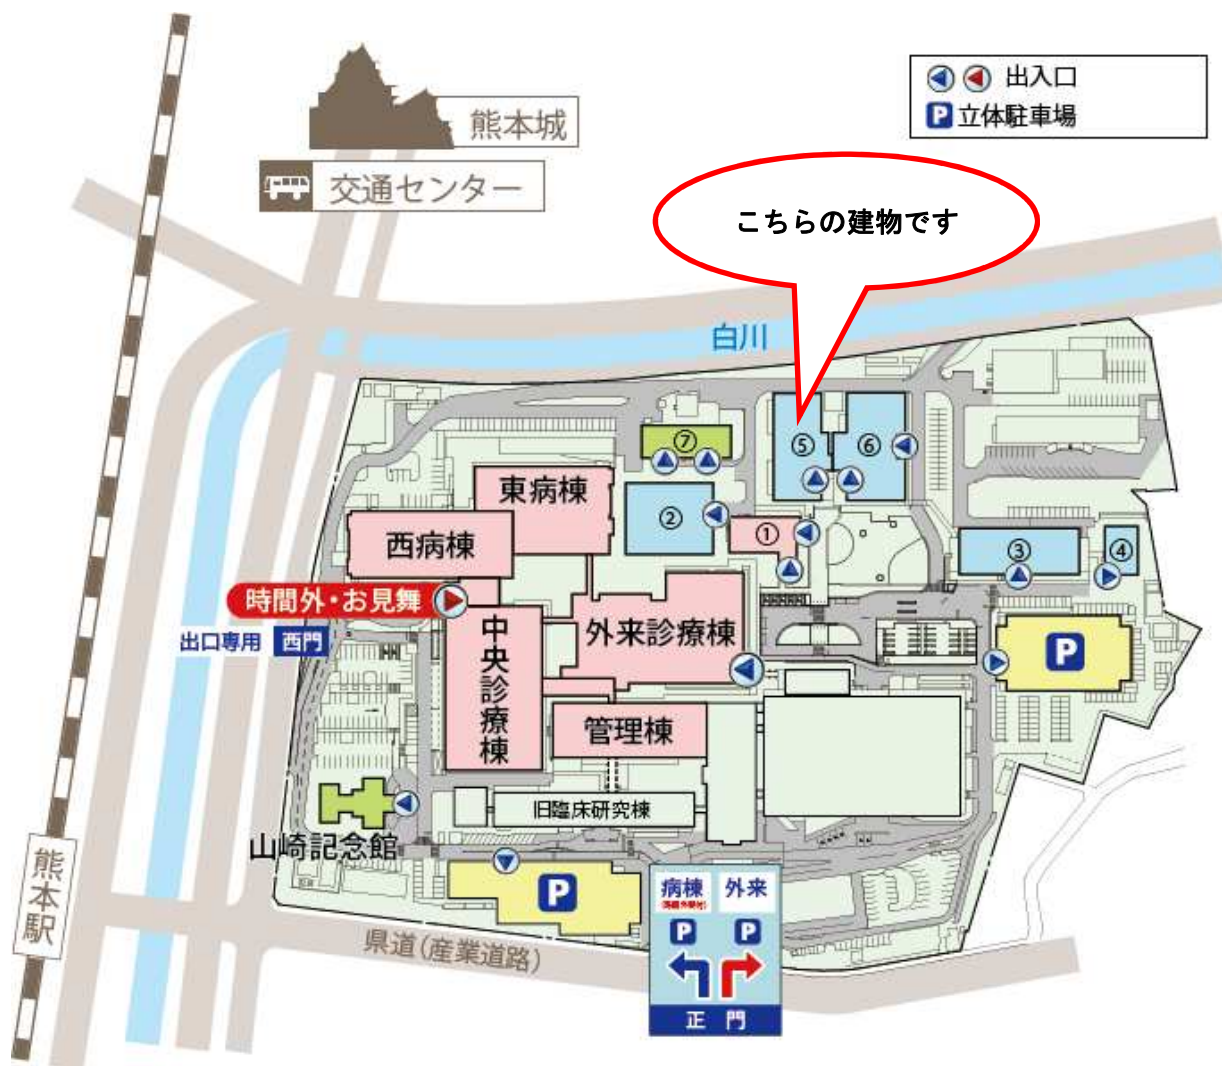 熊本城
交通センター
出入口
P 立体駐車場
こちらの建物です
白川
⑦
⑤
⑥
東病棟
②
①
西病棟
③
④
時間外・お見舞
出口専用 西門
中央診療棟
外来診療棟
P
管理棟
旧臨床研究棟
山崎記念館
熊本駅
P
病棟 外来
P P
正門
県道(産業道路)